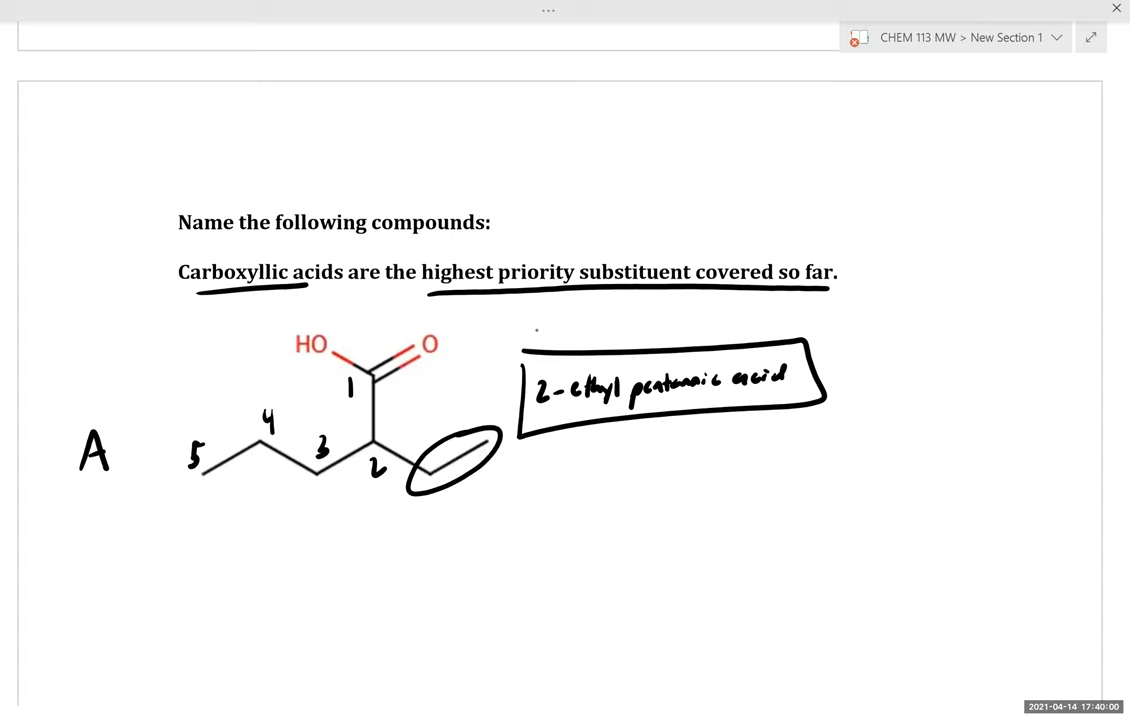 ...
CHEM 113 MW > New Section 1
Name the following compounds:
Carboxyllic acids are the highest priority substituent covered so far.
HO
O
1
2-ethyl pentanoic acid
4
A
5
3
2
2021-04-14 17:40:00